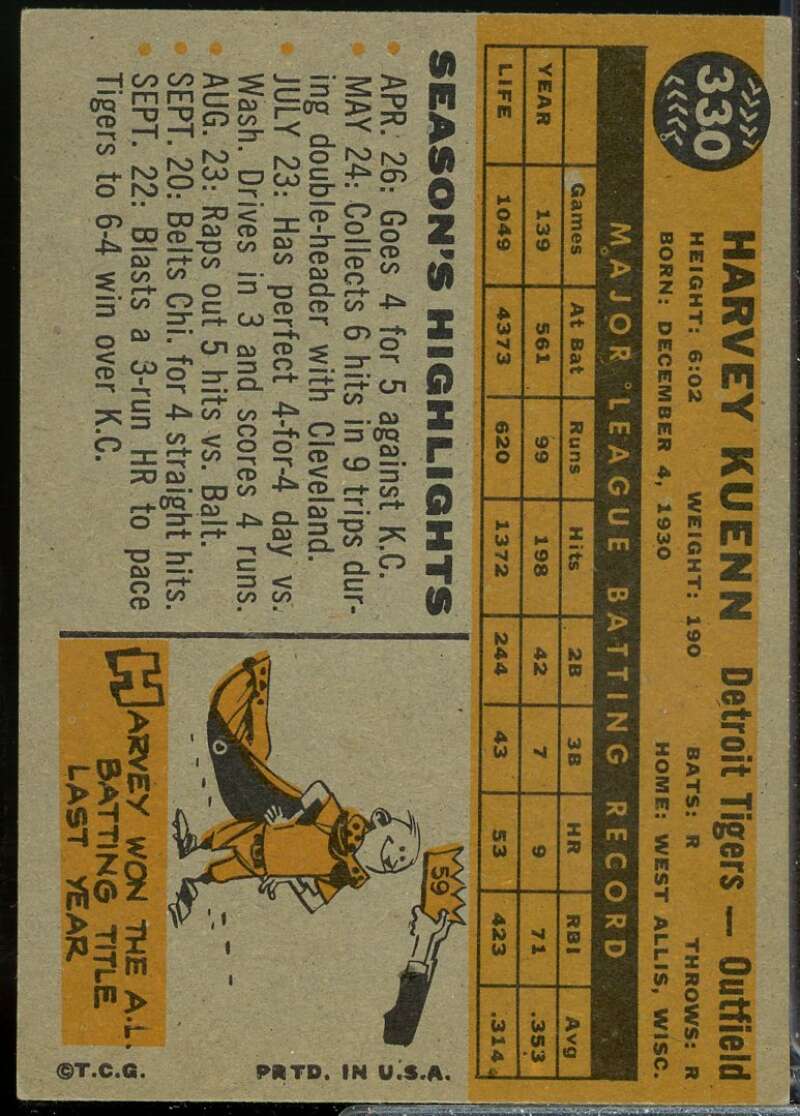 330
HARVEY KUENN Detroit Tigers — Outfield
HEIGHT: 6:02 WEIGHT: 190 BATS: R THROWS: R
BORN: DECEMBER 4, 1930 HOME: WEST ALLIS, WISC.
MAJOR LEAGUE BATTING RECORD
Games At Bat Runs Hits 2B 3B HR RBI Avg
YEAR 139 561 99 198 42 7 9 71 .353
LIFE 1049 4373 620 1372 244 43 53 423 .314
SEASON'S HIGHLIGHTS
• APR. 26: Goes 4 for 5 against K.C.
• MAY 24: Collects 6 hits in 9 trips dur-
ing double-header with Cleveland.
• JULY 23: Has perfect 4-for-4 day vs.
Wash. Drives in 3 and scores 4 runs.
• AUG. 23: Raps out 5 hits vs. Balt.
• SEPT. 20: Belts Chi. for 4 straight hits.
• SEPT. 22: Blasts a 3-run HR to pace
Tigers to 6-4 win over K.C.
59
HARVEY WON THE A.L.
BATTING TITLE
LAST YEAR
©T.C.G. PRTD. IN U.S.A.